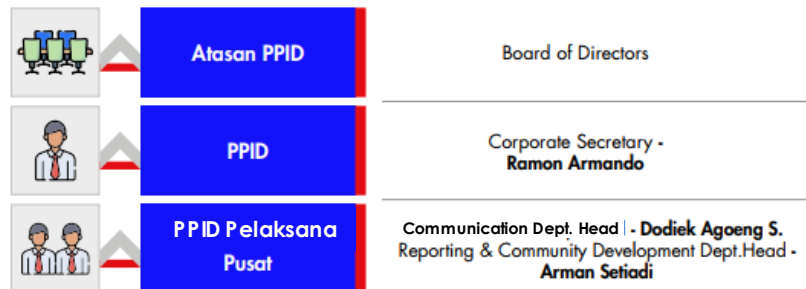 Atasan PPID
Board of Directors
PPID
Corporate Secretary -
Ramon Armando
PPID Pelaksana
Pusat
Communication Dept. Head | - Dodiek Agoeng S.
Reporting & Community Development Dept.Head -
Arman Setiadi